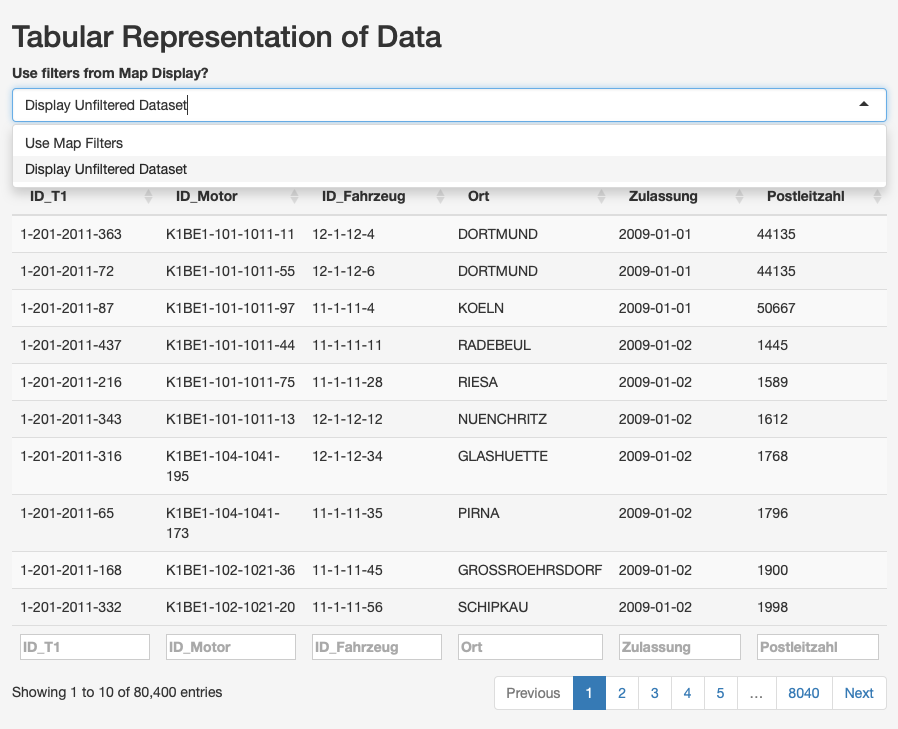 Tabular Representation of Data
Use filters from Map Display?
Display Unfiltered Dataset
Use Map Filters
Display Unfiltered Dataset
ID_T1 ID_Motor ID_Fahrzeug Ort Zulassung Postleitzahl
1-201-2011-363 K1BE1-101-1011-11 12-1-12-4 DORTMUND 2009-01-01 44135
1-201-2011-72 K1BE1-101-1011-55 12-1-12-6 DORTMUND 2009-01-01 44135
1-201-2011-87 K1BE1-101-1011-97 11-1-11-4 KOELN 2009-01-01 50667
1-201-2011-437 K1BE1-101-1011-44 11-1-11-11 RADEBEUL 2009-01-02 1445
1-201-2011-216 K1BE1-101-1011-75 11-1-11-28 RIESA 2009-01-02 1589
1-201-2011-343 K1BE1-101-1011-13 12-1-12-12 NUENCHRITZ 2009-01-02 1612
1-201-2011-316 K1BE1-104-1041- 12-1-12-34 GLASHUETTE 2009-01-02 1768
195
1-201-2011-65 K1BE1-104-1041- 11-1-11-35 PIRNA 2009-01-02 1796
173
1-201-2011-168 K1BE1-102-1021-36 11-1-11-45 GROSSROEHRSDORF 2009-01-02 1900
1-201-2011-332 K1BE1-102-1021-20 11-1-11-56 SCHIPKAU 2009-01-02 1998
ID_T1 ID_Motor ID_Fahrzeug Ort Zulassung Postleitzahl
Showing 1 to 10 of 80,400 entries Previous 1 2 3 4 5 … 8040 Next